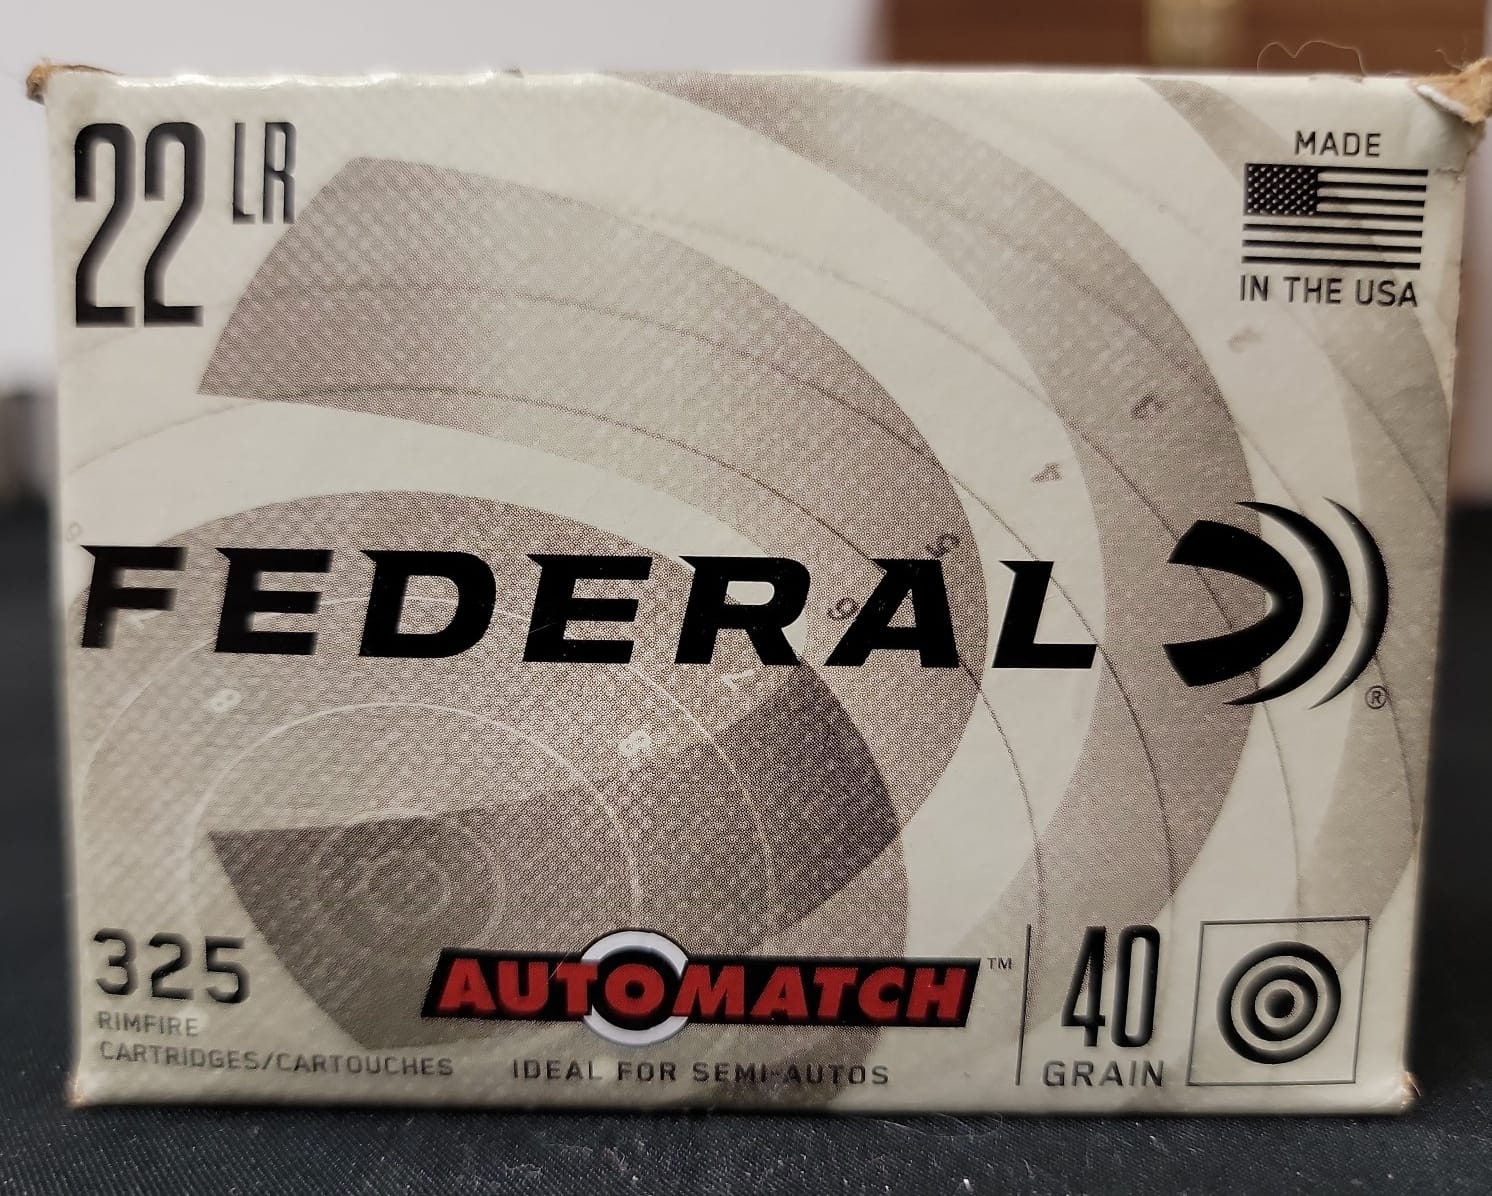 22 LR
MADE
IN THE USA
FEDERAL
®
325
RIMFIRE
CARTRIDGES/CARTOUCHES
AUTOMATCH™
IDEAL FOR SEMI-AUTOS
40
GRAIN